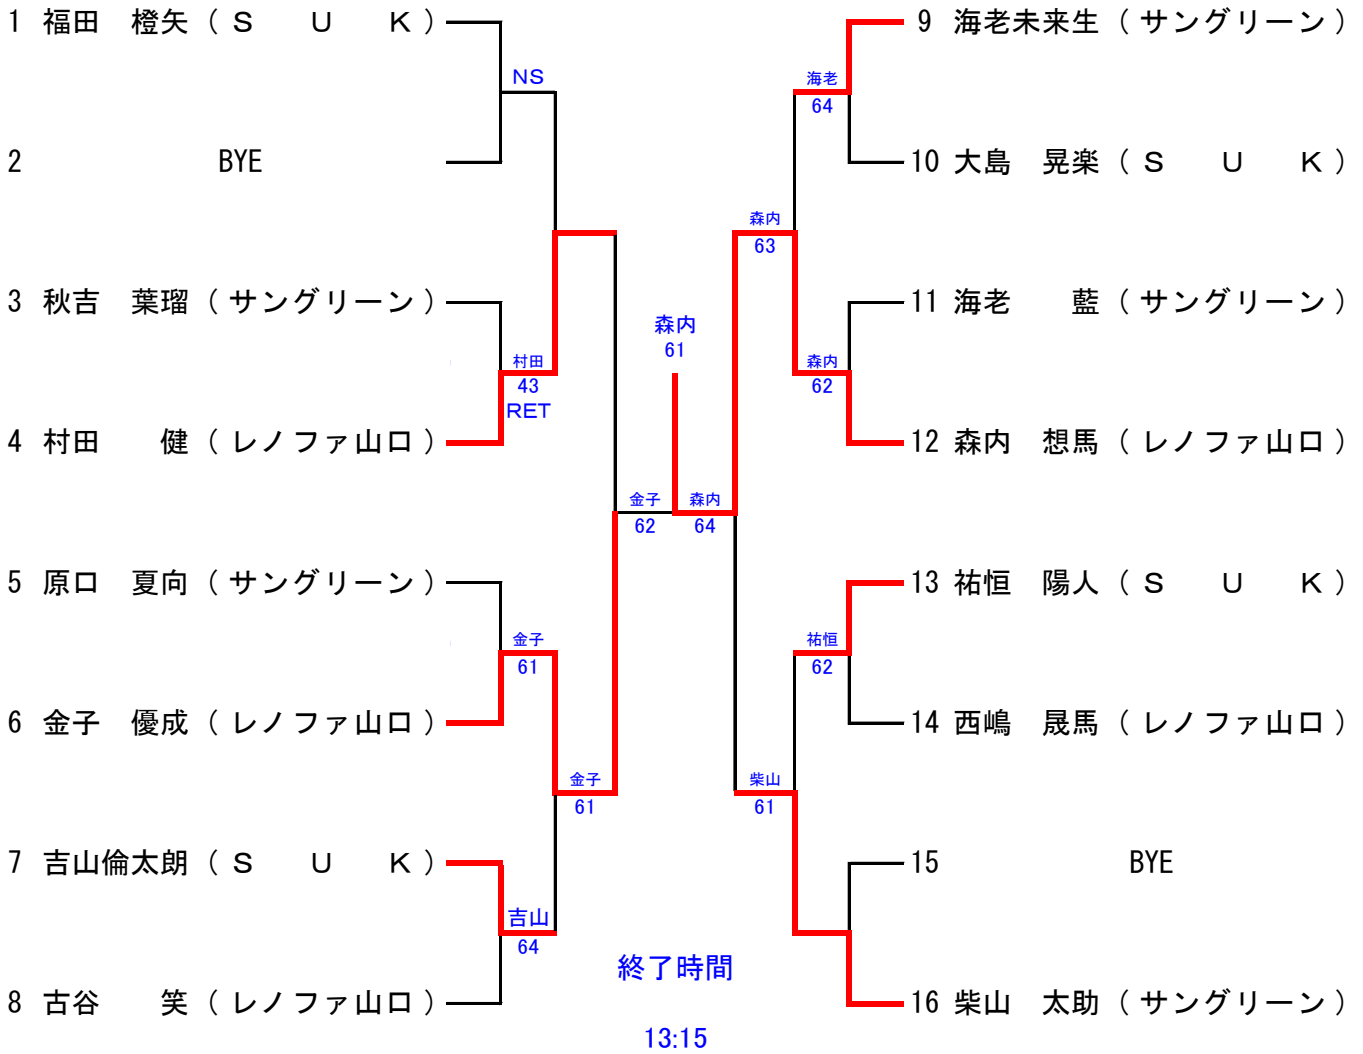 1 福田 橙矢 ( Ｓ Ｕ Ｋ )
NS
2 BYE
3 秋吉 葉瑠 ( サングリーン )
村田
43
RET
4 村田 健 ( レノファ山口 )
5 原口 夏向 ( サングリーン )
金子
61
6 金子 優成 ( レノファ山口 )
金子
61
7 吉山倫太朗 ( Ｓ Ｕ Ｋ )
吉山
64
8 古谷 笑 ( レノファ山口 )
金子
62
森内
61
森内
64
9 海老未来生 ( サングリーン )
海老
64
10 大島 晃楽 ( Ｓ Ｕ Ｋ )
森内
63
11 海老 藍 ( サングリーン )
森内
62
12 森内 想馬 ( レノファ山口 )
13 祐恒 陽人 ( Ｓ Ｕ Ｋ )
祐恒
62
14 西嶋 晟馬 ( レノファ山口 )
柴山
61
15 BYE
16 柴山 太助 ( サングリーン )
終了時間
13:15